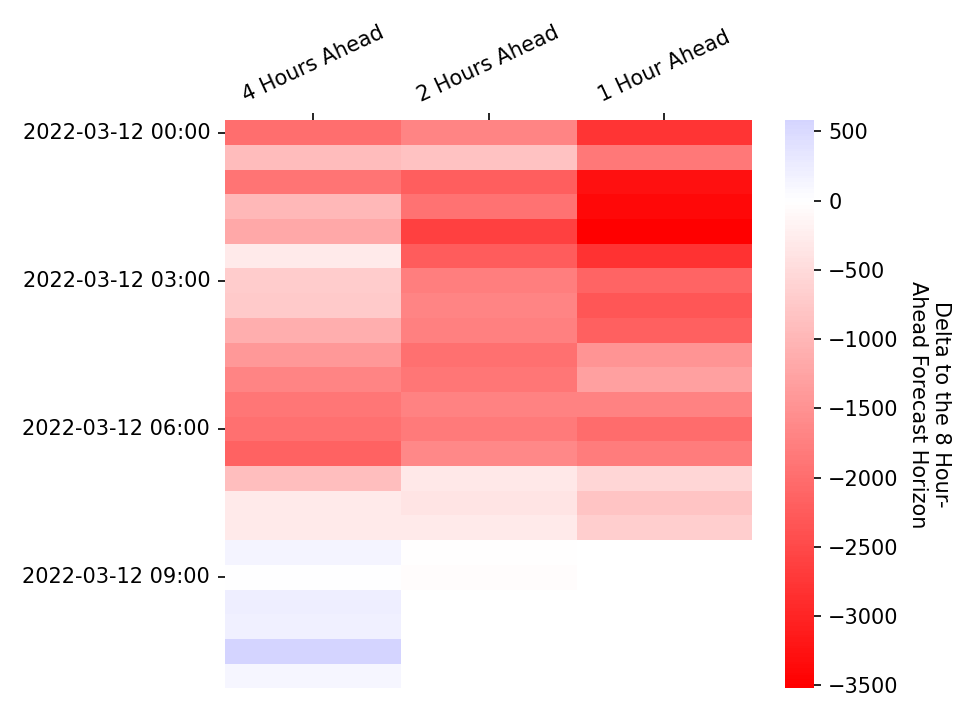 4 Hours Ahead
2 Hours Ahead
1 Hour Ahead
2022-03-12 00:00
2022-03-12 03:00
2022-03-12 06:00
2022-03-12 09:00
500
0
−500
−1000
−1500
−2000
−2500
−3000
−3500
Delta to the 8 Hour-
Ahead Forecast Horizon